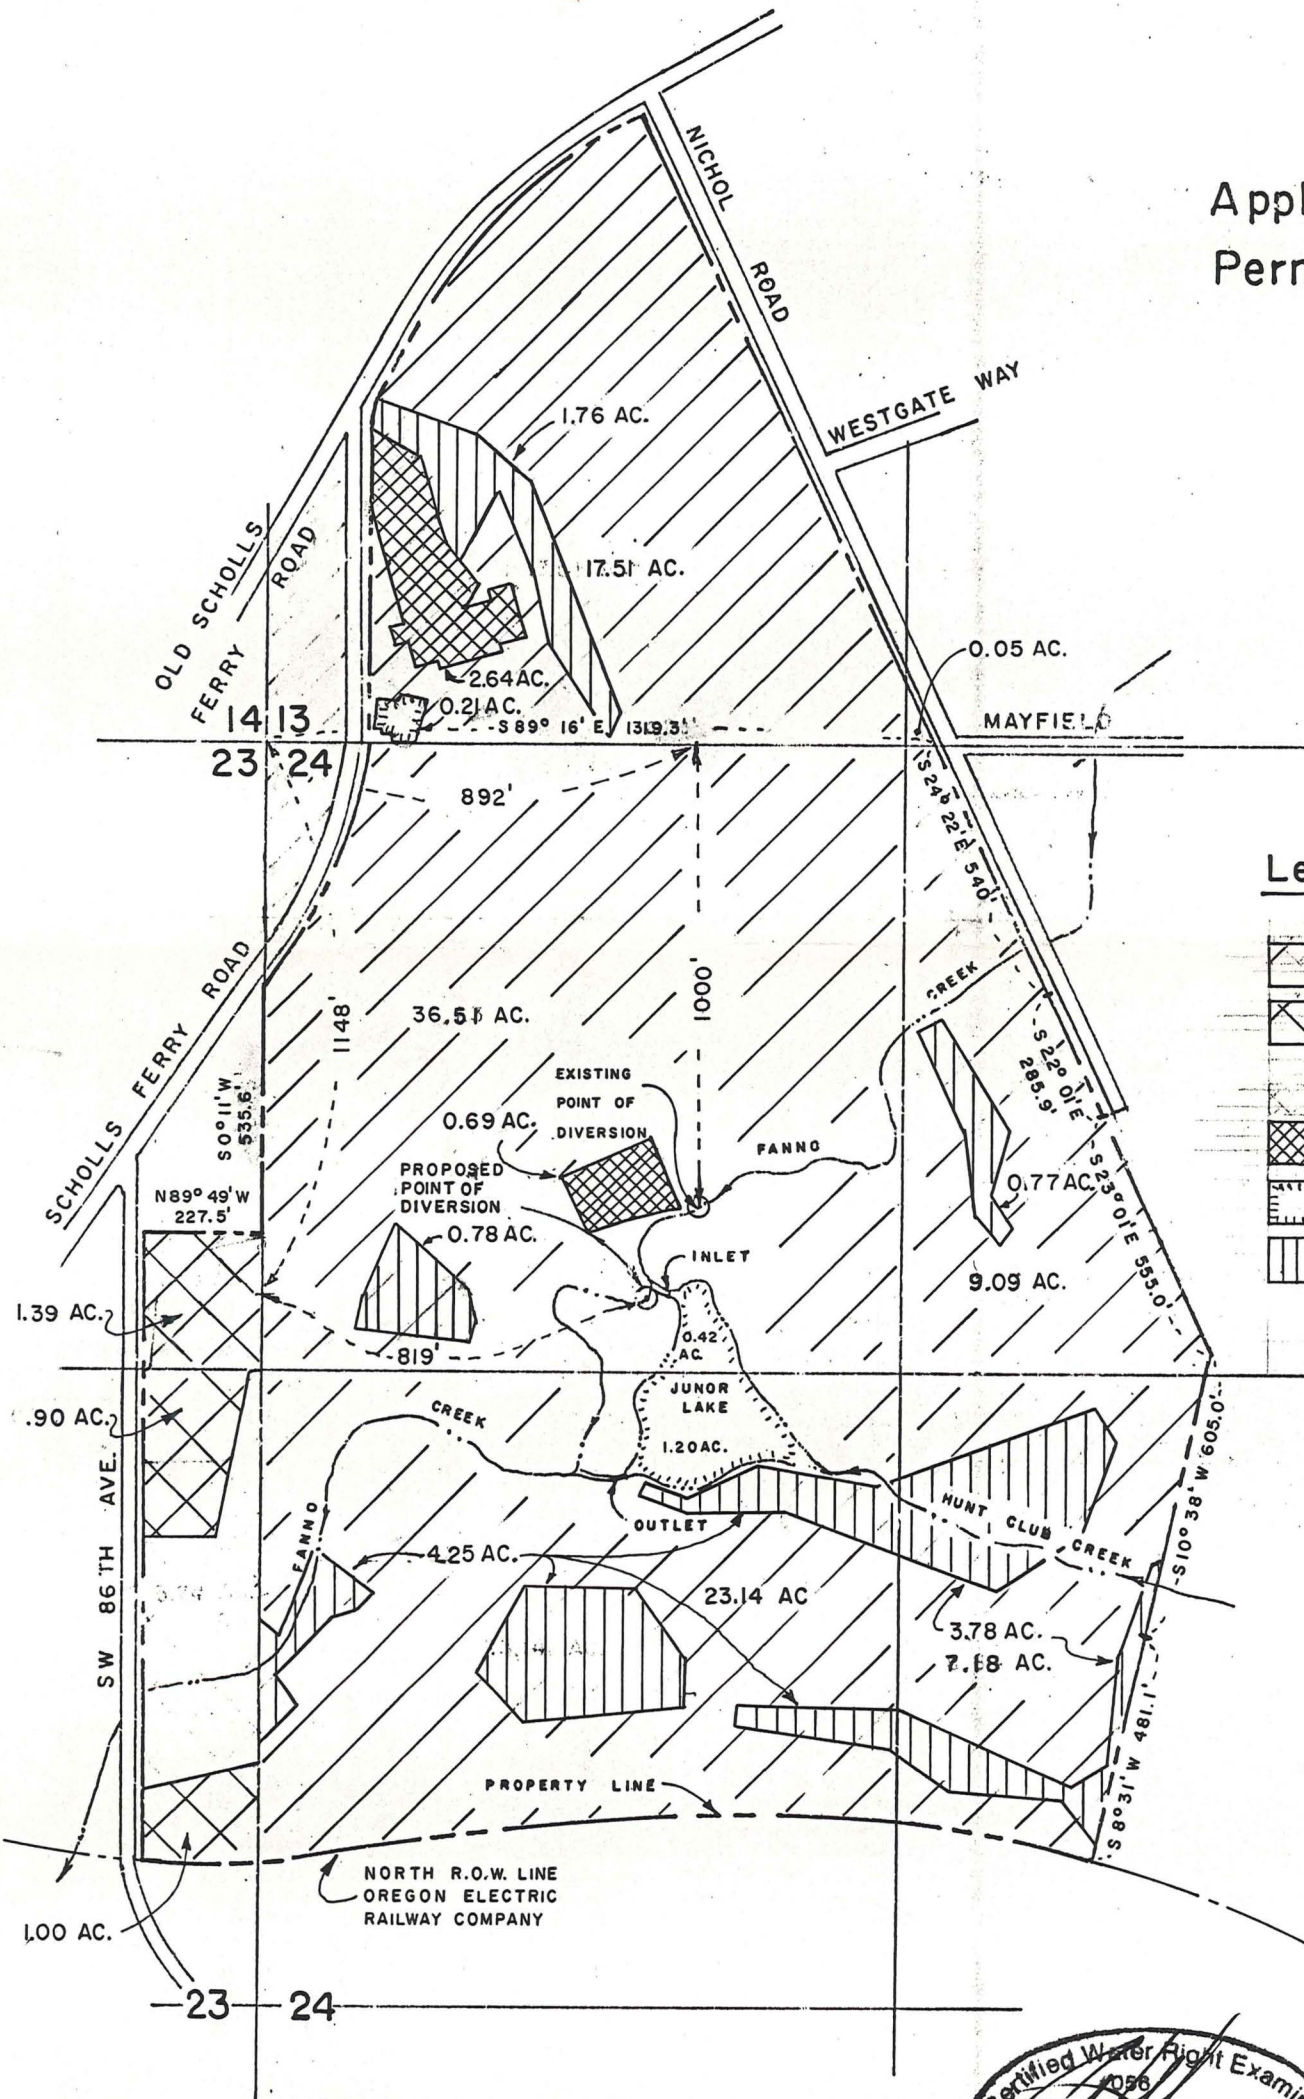 Appl
Perm
NICHOL ROAD
WESTGATE WAY
1.76 AC.
17.51 AC.
OLD SCHOLLS
FERRY ROAD
2.64 AC.
0.21 AC.
0.05 AC.
MAYFIELD
14 13
23 24
S 89° 16' E 1319.3'
892'
S 24° 22' E 540'
Le
SCHOLLS FERRY ROAD
1148'
36.51 AC.
1000'
CREEK
S 22° 01' E
285.9'
S 0° 11' W
535.6'
EXISTING
POINT OF
DIVERSION
0.69 AC.
FANNO
PROPOSED
POINT OF
DIVERSION
0.77 AC.
S 23° 01' E 555.0'
N 89° 49' W
227.5'
0.78 AC.
INLET
9.09 AC.
1.39 AC.
819'
0.42
AC.
JUNOR
LAKE
1.20 AC.
.90 AC.
CREEK
S 10° 38' W 605.0'
FANNO
OUTLET
HUNT CLUB CREEK
4.25 AC.
23.14 AC
3.78 AC.
7.18 AC.
SW 86TH AVE.
S 8° 31' W 481.1'
PROPERTY LINE
NORTH R.O.W. LINE
OREGON ELECTRIC
RAILWAY COMPANY
1.00 AC.
23 24
ertified Water Right Exami